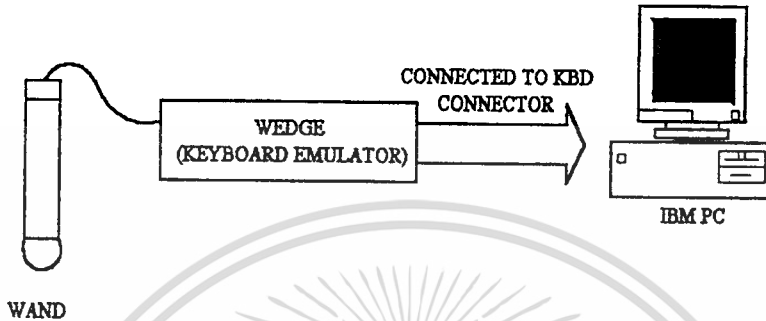 CONNECTED TO KBD
CONNECTOR
WEDGE
(KEYBOARD EMULATOR)
IBM PC
WAND